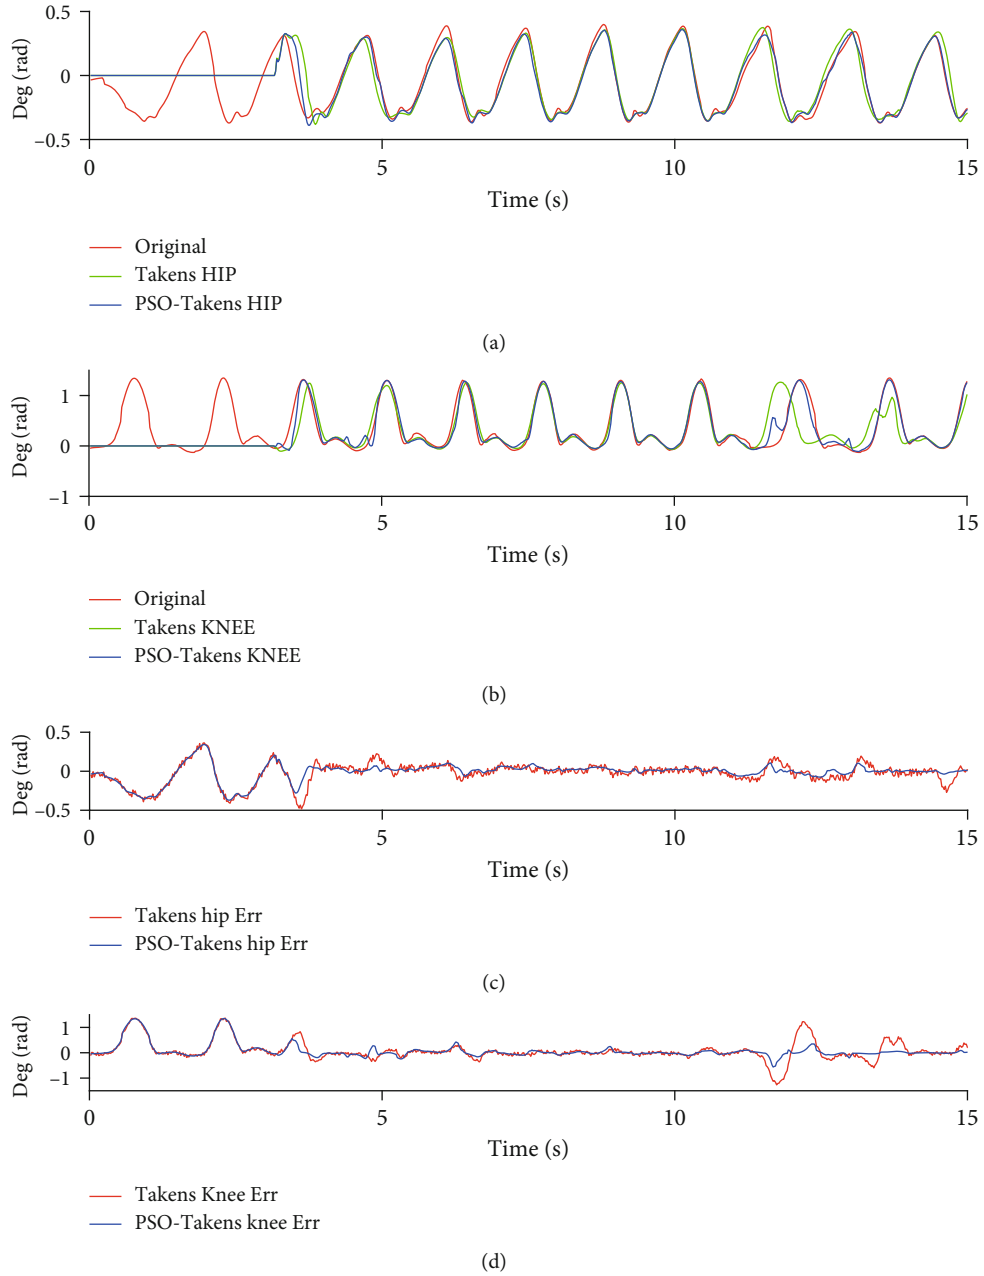 0.5
0
−0.5
Deg (rad)
0 5 10 15
Time (s)
Original
Takens HIP
PSO-Takens HIP
(a)
1
0
−1
Deg (rad)
0 5 10 15
Time (s)
Original
Takens KNEE
PSO-Takens KNEE
(b)
0.5
0
−0.5
Deg (rad)
0 5 10 15
Time (s)
Takens hip Err
PSO-Takens hip Err
(c)
1
0
−1
Deg (rad)
0 5 10 15
Time (s)
Takens Knee Err
PSO-Takens knee Err
(d)